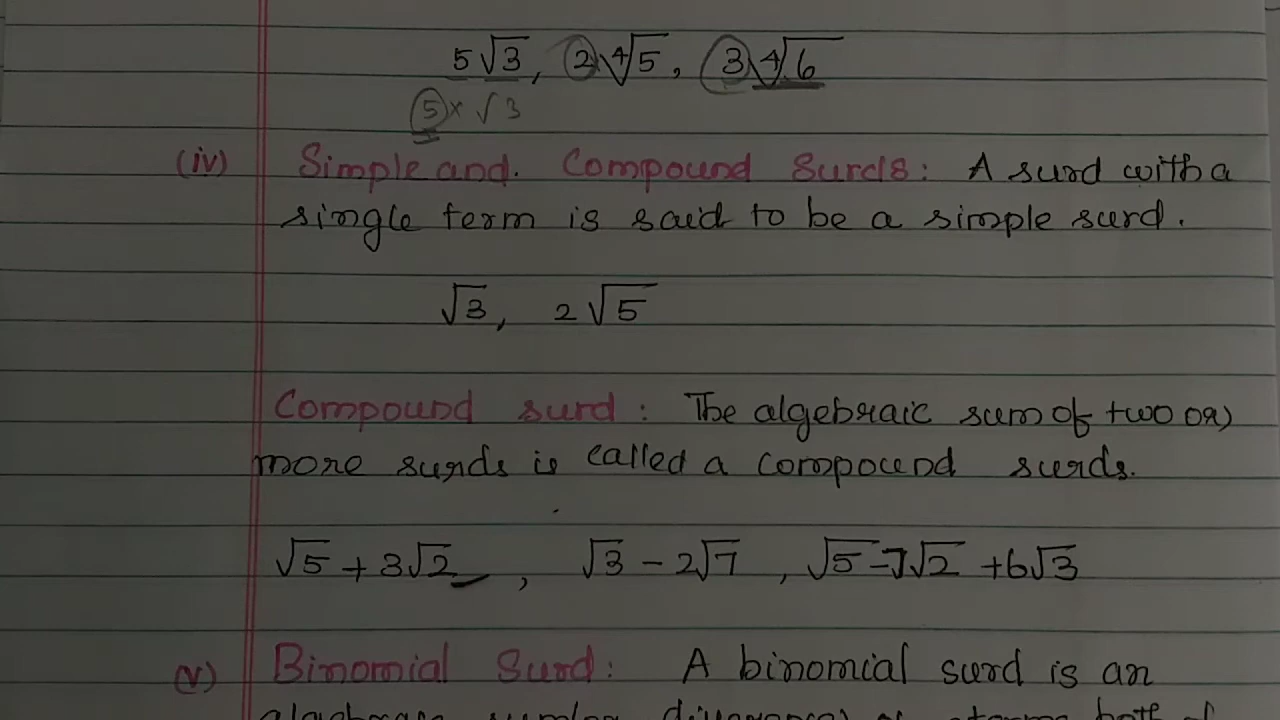 5√3, 2∜5, 3∜6
5 × √3
(iv) Simple and. Compound Surds: A surd with a
single term is said to be a simple surd.
√3, 2√5
Compound surd: The algebraic sum of two or)
more surds is called a compound surds.
√5 + 3√2, √3 - 2√7, √5 - 7√2 + 6√3
(v) Binomial Surd: A binomial surd is an